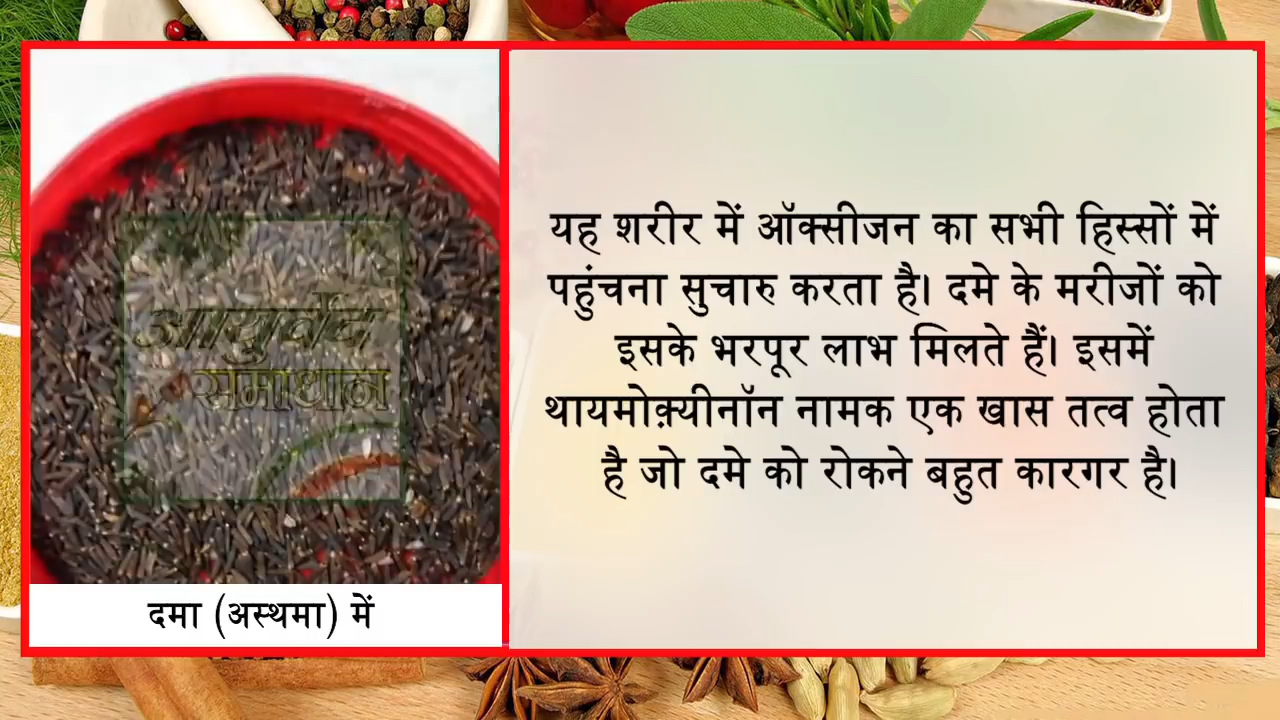 आयुर्वेद
समाधान
दमा (अस्थमा) में
यह शरीर में ऑक्सीजन का सभी हिस्सों में
पहुंचना सुचारु करता है। दमे के मरीजों को
इसके भरपूर लाभ मिलते हैं। इसमें
थायमोक़्यीनॉन नामक एक खास तत्व होता
है जो दमे को रोकने बहुत कारगर है।